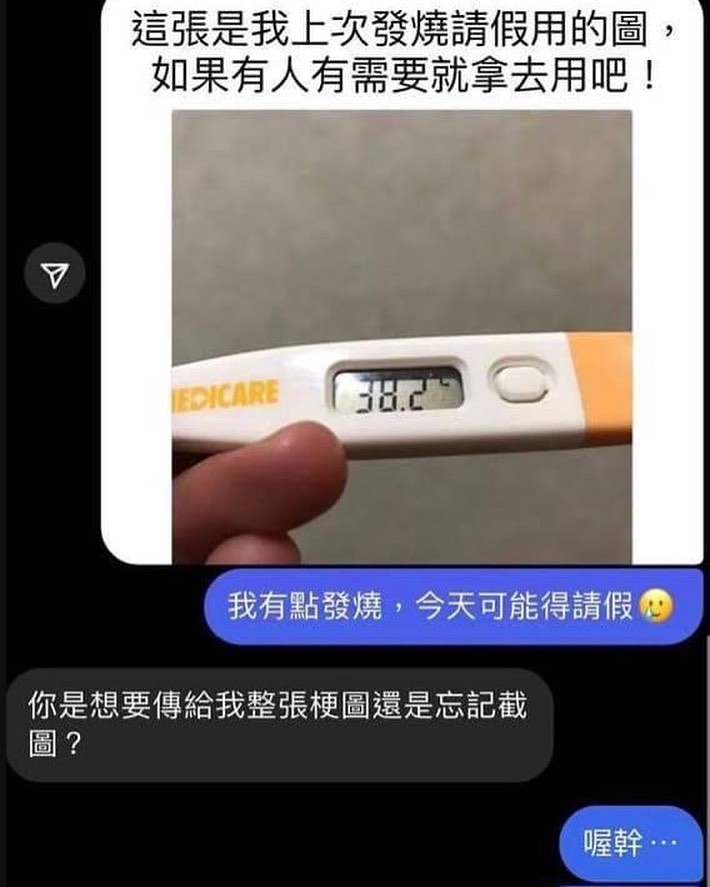 這張是我上次發燒請假用的圖，
如果有人有需要就拿去用吧！
MEDICARE
38.2℃
我有點發燒，今天可能得請假🥲
你是想要傳給我整張梗圖還是忘記截
圖？
喔幹⋯